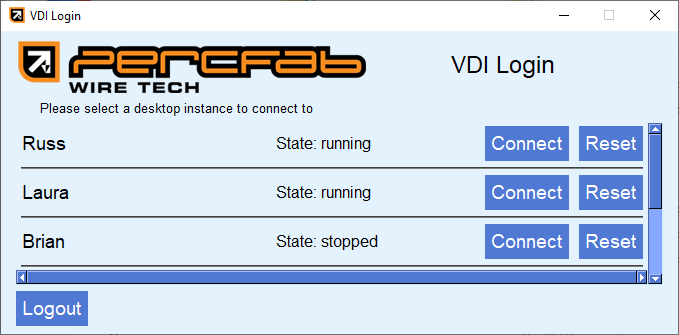 VDI Login
PERCFAB
WIRE TECH
VDI Login
Please select a desktop instance to connect to
Russ State: running Connect Reset
Laura State: running Connect Reset
Brian State: stopped Connect Reset
Logout